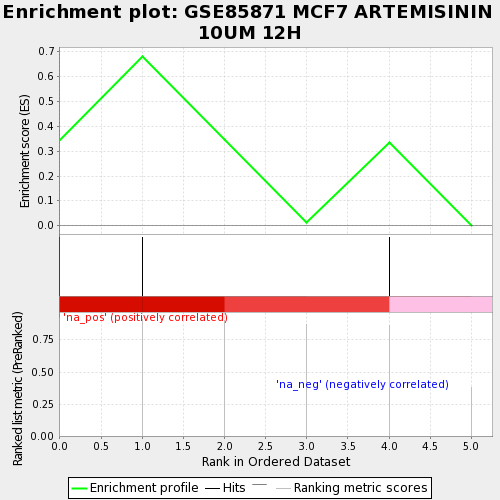 Enrichment plot: GSE85871 MCF7 ARTEMISININ
10UM 12H
Enrichment score (ES)
0.7
0.6
0.5
0.4
0.3
0.2
0.1
0.0
'na_pos' (positively correlated)
'na_neg' (negatively correlated)
Ranked list metric (PreRanked)
0.75
0.50
0.25
0.00
0.0 0.5 1.0 1.5 2.0 2.5 3.0 3.5 4.0 4.5 5.0
Rank in Ordered Dataset
Enrichment profile Hits Ranking metric scores